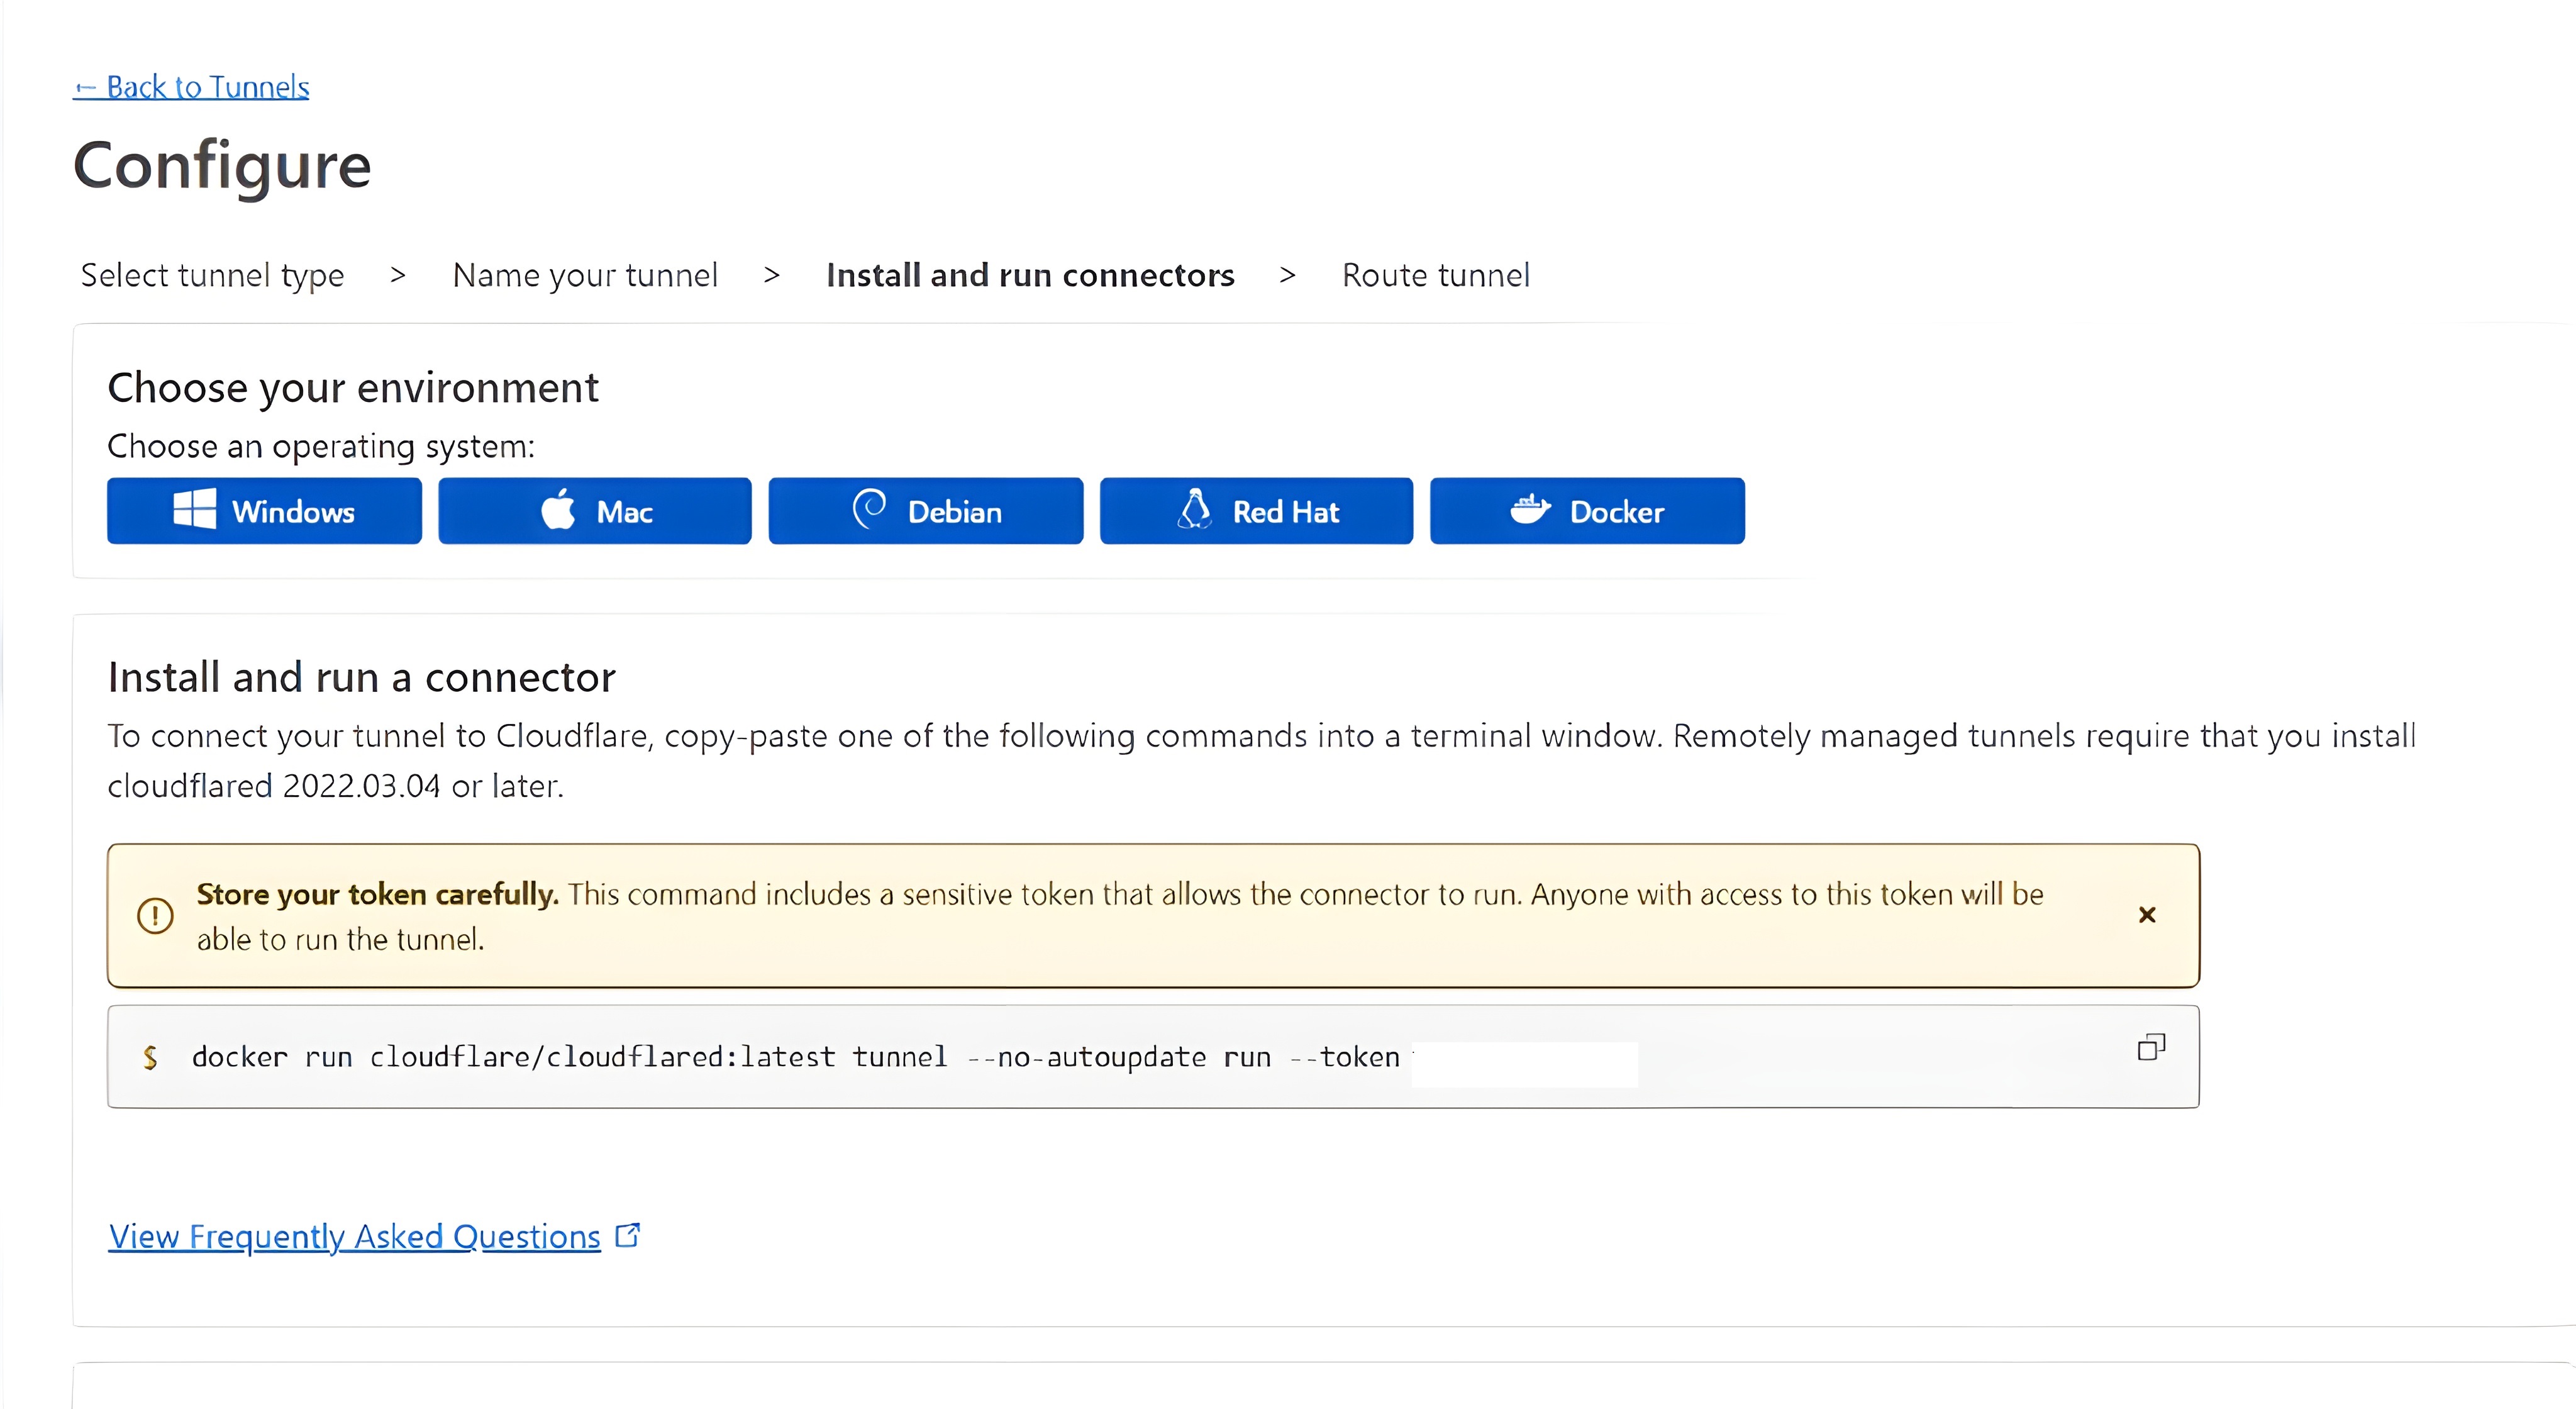 ← Back to Tunnels
Configure
Select tunnel type > Name your tunnel > Install and run connectors > Route tunnel
Choose your environment
Choose an operating system:
Windows Mac Debian Red Hat Docker
Install and run a connector
To connect your tunnel to Cloudflare, copy-paste one of the following commands into a terminal window. Remotely managed tunnels require that you install
cloudflared 2022.03.04 or later.
Store your token carefully. This command includes a sensitive token that allows the connector to run. Anyone with access to this token will be
able to run the tunnel.
$ docker run cloudflare/cloudflared:latest tunnel --no-autoupdate run --token
View Frequently Asked Questions